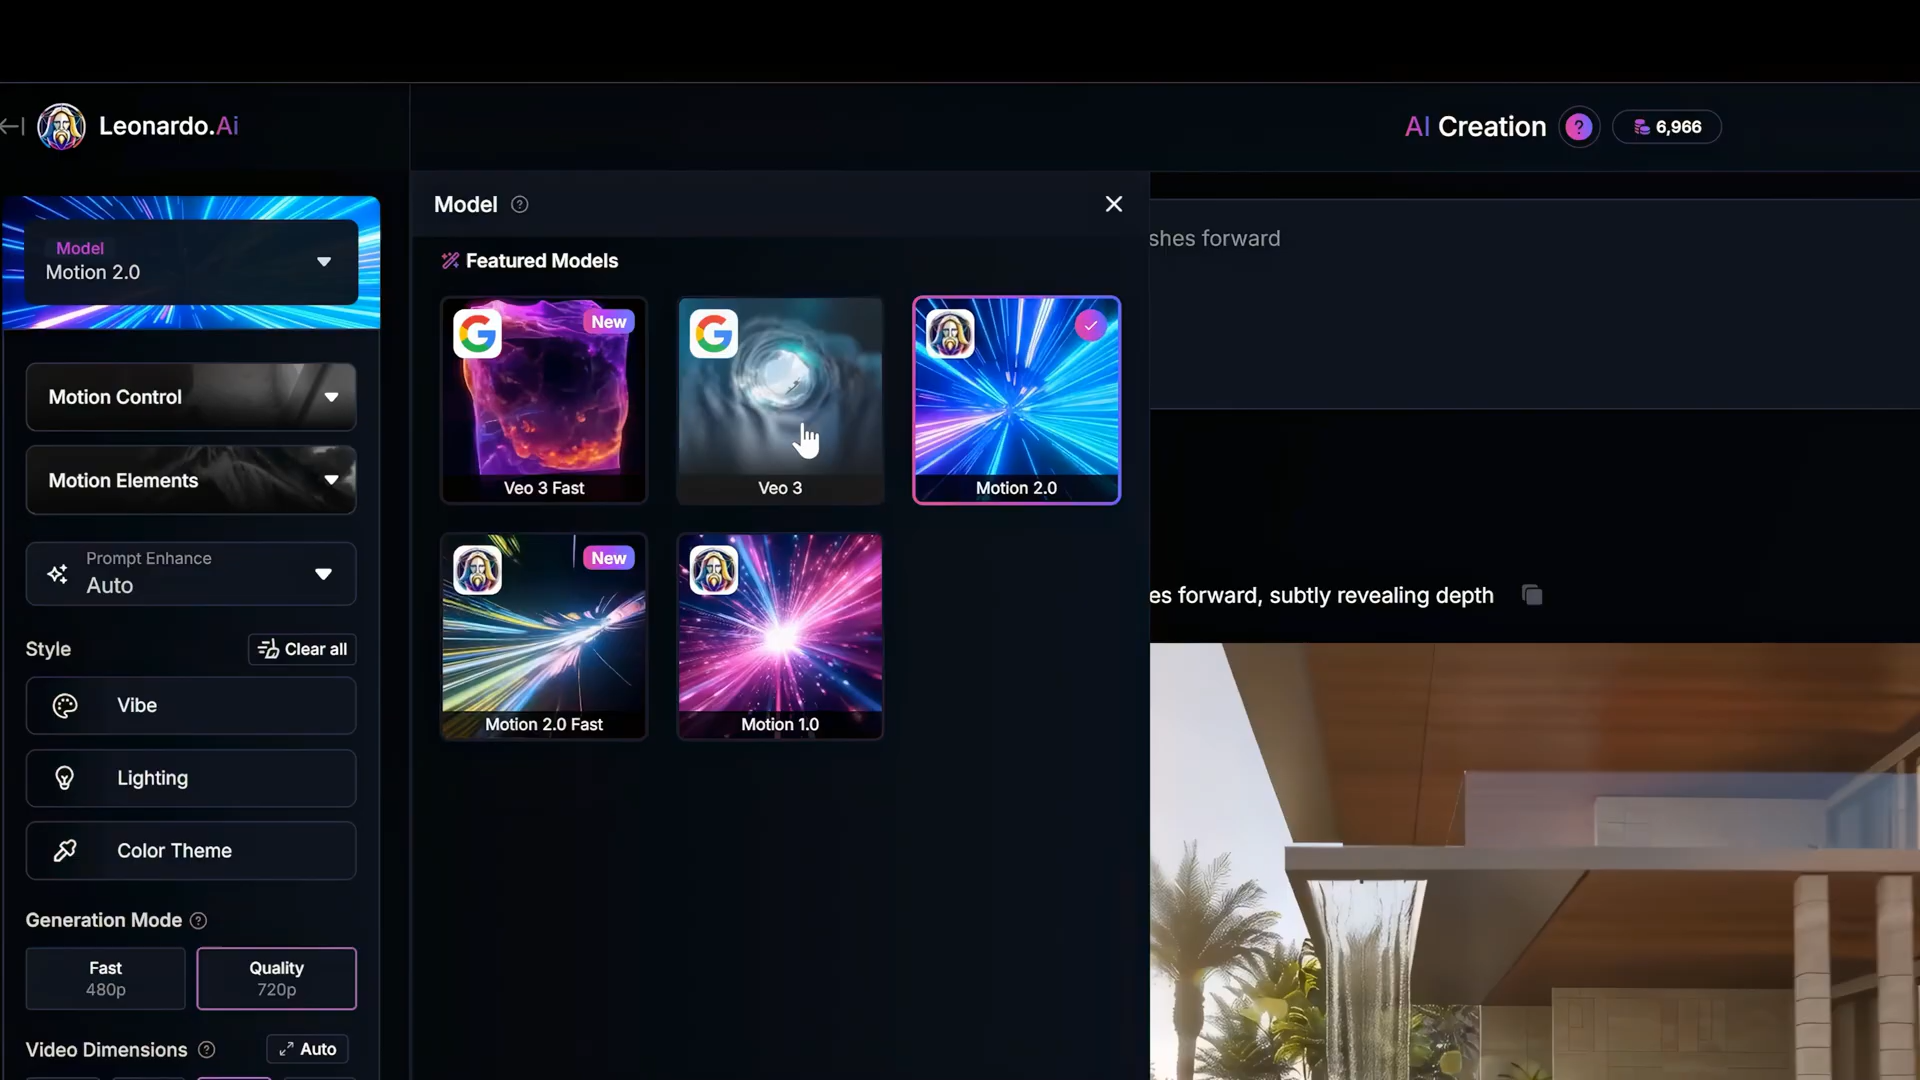 Leonardo.Ai
AI Creation
?
6,966
Model
Motion 2.0
Motion Control
Motion Elements
Prompt Enhance
Auto
Style
Clear all
Vibe
Lighting
Color Theme
Generation Mode ?
Fast
480p
Quality
720p
Video Dimensions ?
Auto
Model ?
Featured Models
G
New
Veo 3 Fast
G
Veo 3
Motion 2.0
New
Motion 2.0 Fast
Motion 1.0
shes forward
es forward, subtly revealing depth